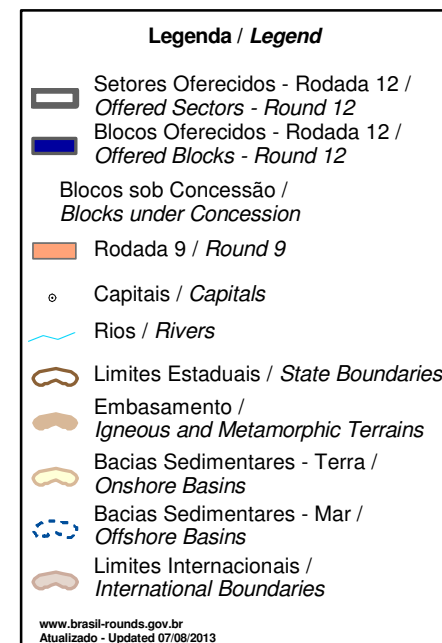 Legenda / Legend
Setores Oferecidos - Rodada 12 /
Offered Sectors - Round 12
Blocos Oferecidos - Rodada 12 /
Offered Blocks - Round 12
Blocos sob Concessão /
Blocks under Concession
Rodada 9 / Round 9
Capitais / Capitals
Rios / Rivers
Limites Estaduais / State Boundaries
Embasamento /
Igneous and Metamorphic Terrains
Bacias Sedimentares - Terra /
Onshore Basins
Bacias Sedimentares - Mar /
Offshore Basins
Limites Internacionais /
International Boundaries
www.brasil-rounds.gov.br
Atualizado - Updated 07/08/2013